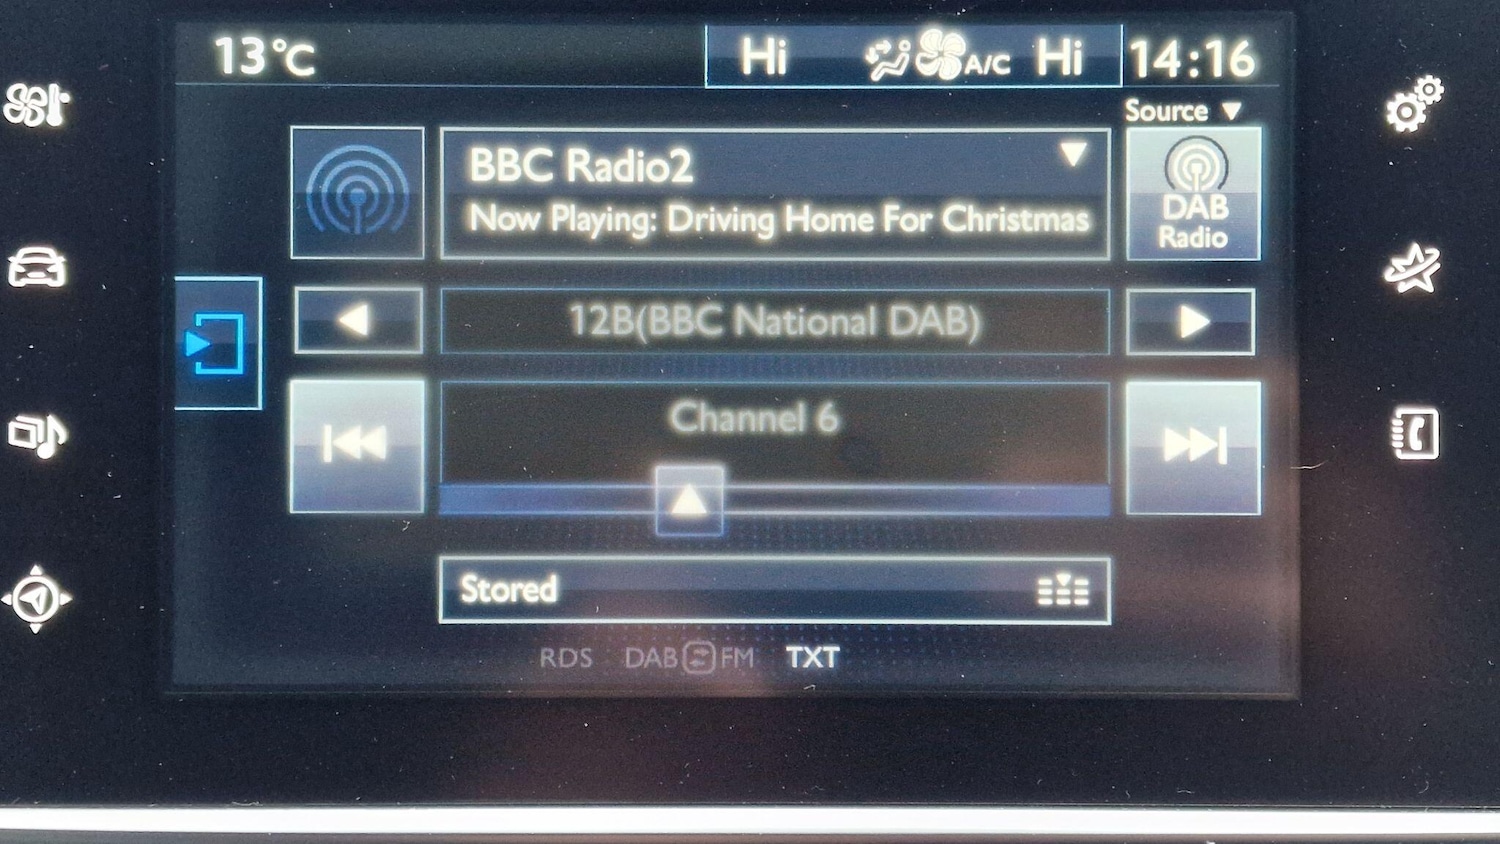 13°C
Hi A/C Hi
14:16
Source
BBC Radio2
Now Playing: Driving Home For Christmas
DAB
Radio
12B(BBC National DAB)
Channel 6
Stored
RDS DAB FM TXT